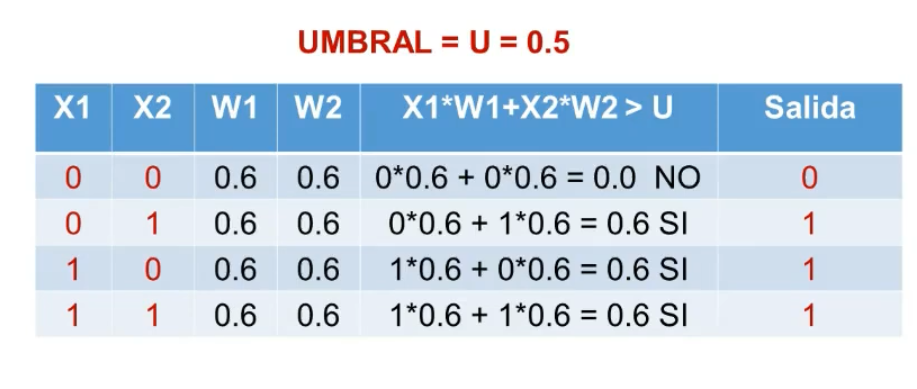 UMBRAL = U = 0.5
X1 X2 W1 W2 X1*W1+X2*W2 > U Salida
0 0 0.6 0.6 0*0.6 + 0*0.6 = 0.0 NO 0
0 1 0.6 0.6 0*0.6 + 1*0.6 = 0.6 SI 1
1 0 0.6 0.6 1*0.6 + 0*0.6 = 0.6 SI 1
1 1 0.6 0.6 1*0.6 + 1*0.6 = 0.6 SI 1